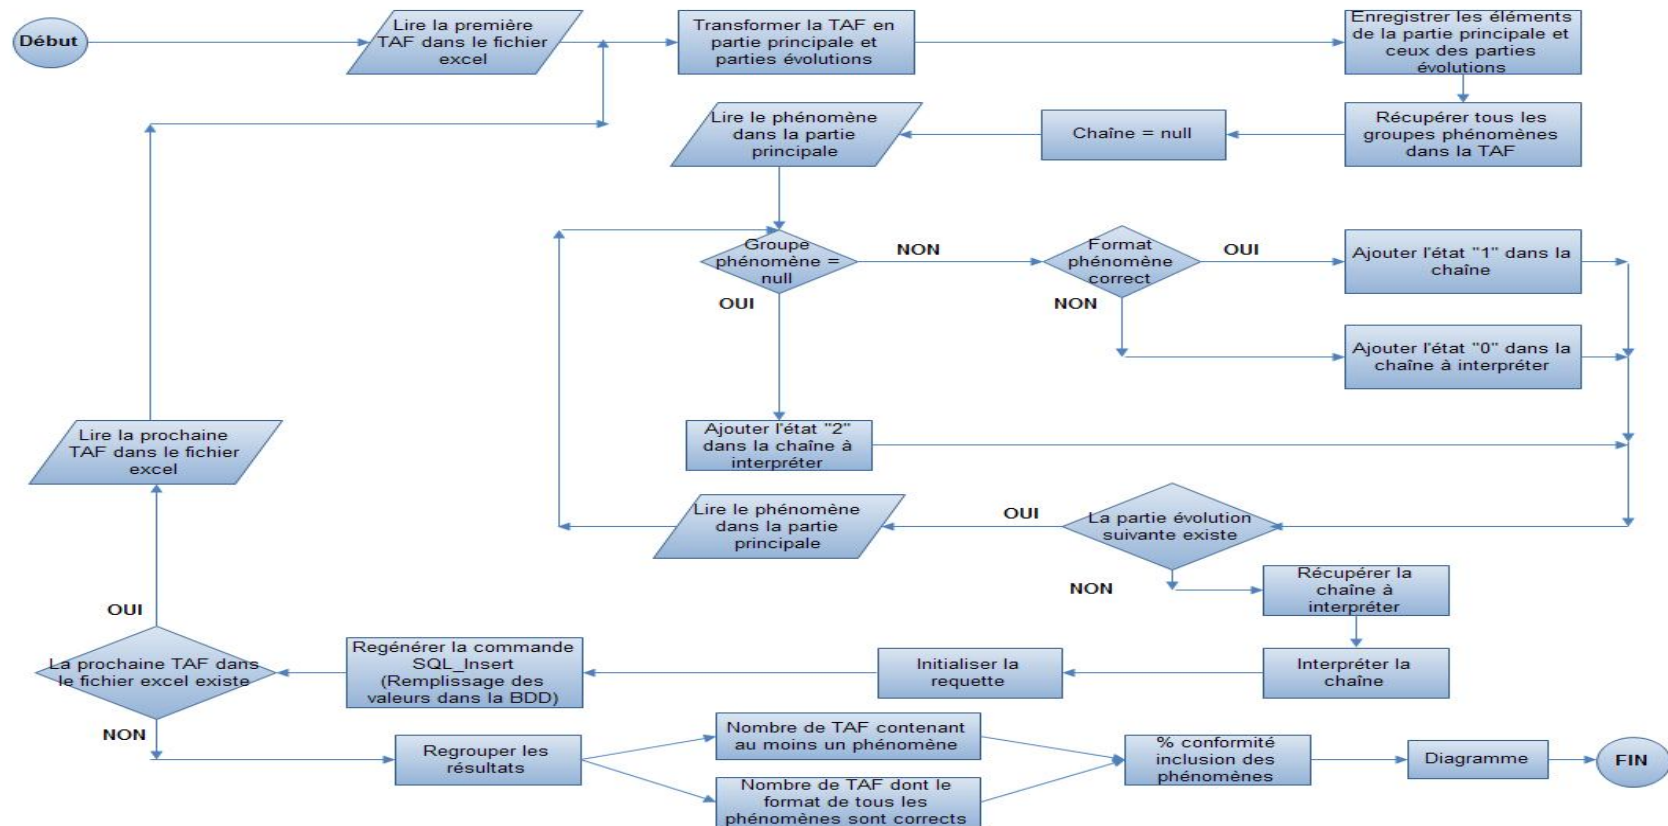 Début
Lire la première
TAF dans le fichier
excel
Transformer la TAF en
partie principale et
parties évolutions
Enregistrer les éléments
de la partie principale et
ceux des parties
évolutions
Lire le phénomène
dans la partie
principale
Chaîne = null
Récupérer tous les
groupes phénomènes
dans la TAF
Groupe
phénomène =
null
NON
OUI
Format
phénomène
correct
OUI
NON
Ajouter l'état "1" dans la
chaîne
Ajouter l'état "0" dans la
chaîne à interpréter
Ajouter l'état "2"
dans la chaîne à
interpréter
Lire la prochaine
TAF dans le fichier
excel
Lire le phénomène
dans la partie
principale
OUI
La partie évolution
suivante existe
NON
Récupérer la
chaîne à
interpréter
OUI
La prochaine TAF dans
le fichier excel existe
NON
Regénérer la commande
SQL_Insert
(Remplissage des
valeurs dans la BDD)
Initialiser la
requette
Interpréter la
chaîne
Regrouper les
résultats
Nombre de TAF contenant
au moins un phénomène
Nombre de TAF dont le
format de tous les
phénomènes sont corrects
% conformité
inclusion des
phénomènes
Diagramme
FIN